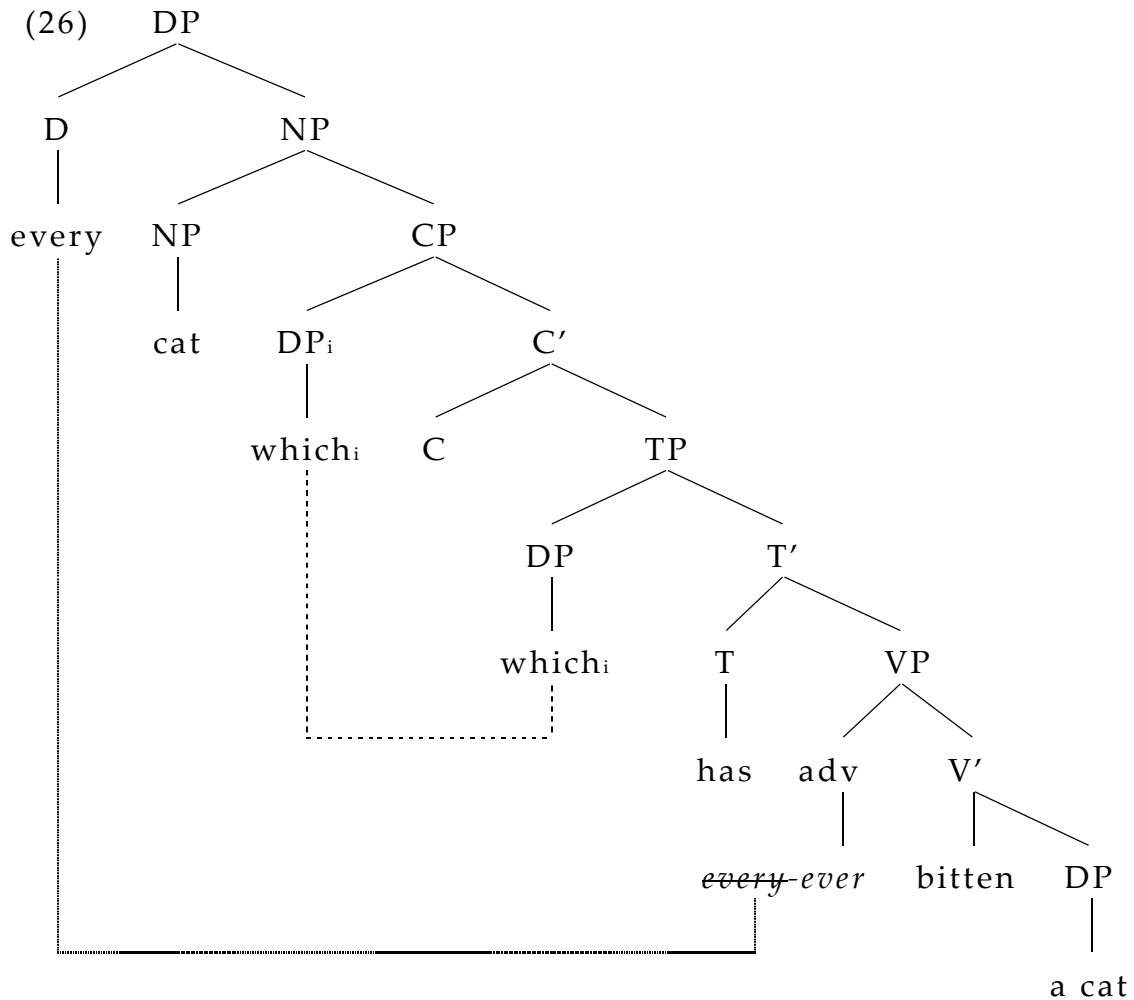 (26) DP
D NP
every NP CP
cat DPi C’
whichi C TP
DP T’
whichi T VP
has adv V’
every-ever bitten DP
a cat